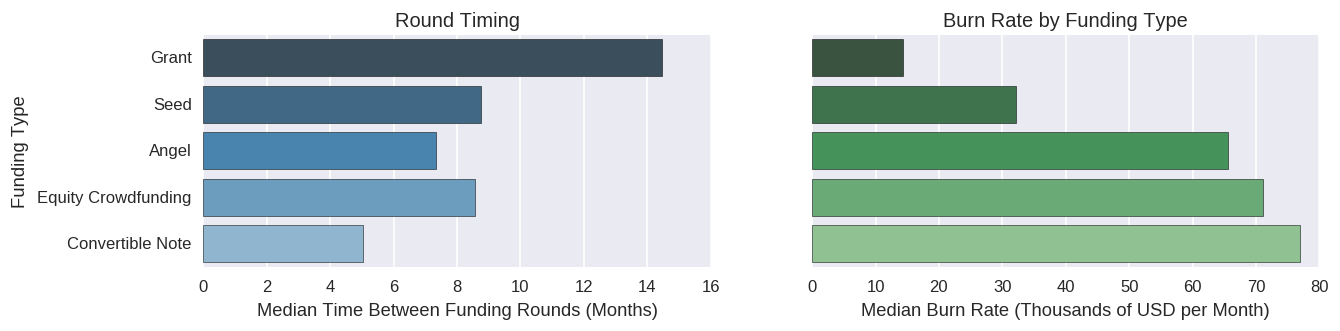 Round Timing
Burn Rate by Funding Type
Funding Type
Grant
Seed
Angel
Equity Crowdfunding
Convertible Note
0 2 4 6 8 10 12 14 16
Median Time Between Funding Rounds (Months)
0 10 20 30 40 50 60 70 80
Median Burn Rate (Thousands of USD per Month)